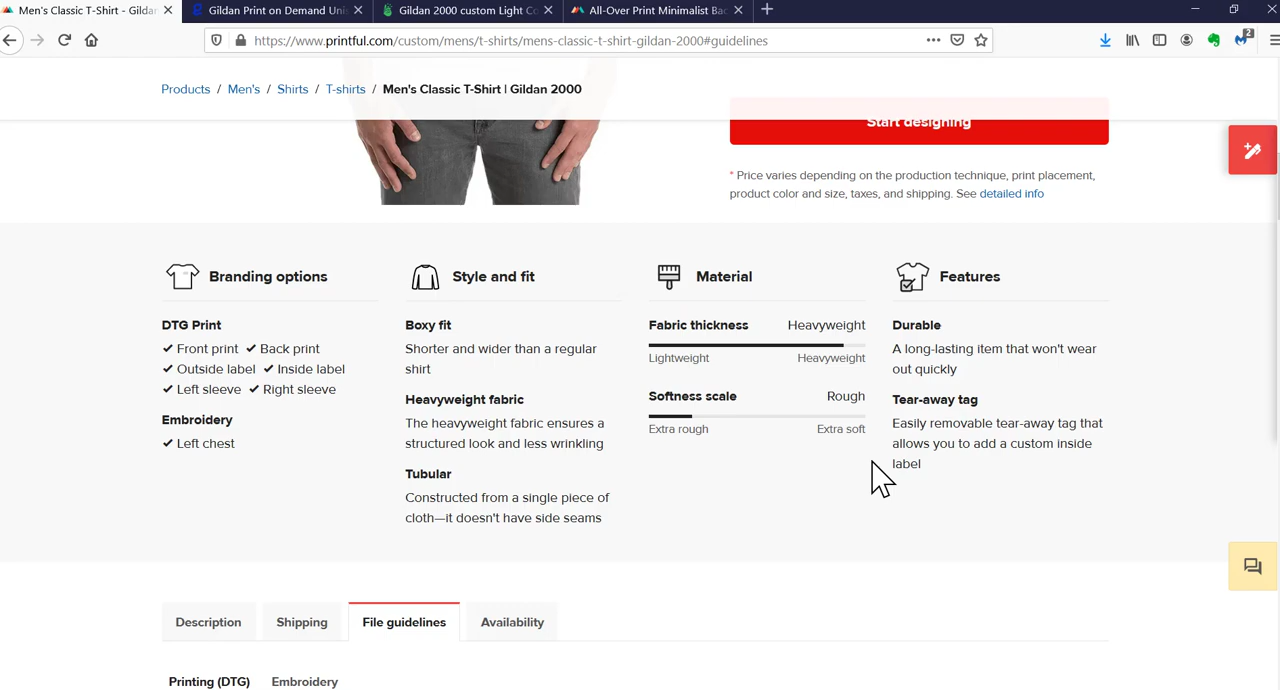 Men's Classic T-Shirt - Gildan
Gildan Print on Demand Uni
Gildan 2000 custom Light Co
All-Over Print Minimalist Bac
https://www.printful.com/custom/mens/t-shirts/mens-classic-t-shirt-gildan-2000#guidelines
2
Products / Men's / Shirts / T-shirts / Men's Classic T-Shirt | Gildan 2000
Start designing
* Price varies depending on the production technique, print placement,
product color and size, taxes, and shipping. See detailed info
Branding options
DTG Print
✓ Front print ✓ Back print
✓ Outside label ✓ Inside label
✓ Left sleeve ✓ Right sleeve
Embroidery
✓ Left chest
Style and fit
Boxy fit
Shorter and wider than a regular
shirt
Heavyweight fabric
The heavyweight fabric ensures a
structured look and less wrinkling
Tubular
Constructed from a single piece of
cloth—it doesn't have side seams
Material
Fabric thickness Heavyweight
Lightweight Heavyweight
Softness scale Rough
Extra rough Extra soft
Features
Durable
A long-lasting item that won't wear
out quickly
Tear-away tag
Easily removable tear-away tag that
allows you to add a custom inside
label
Description Shipping File guidelines Availability
Printing (DTG) Embroidery